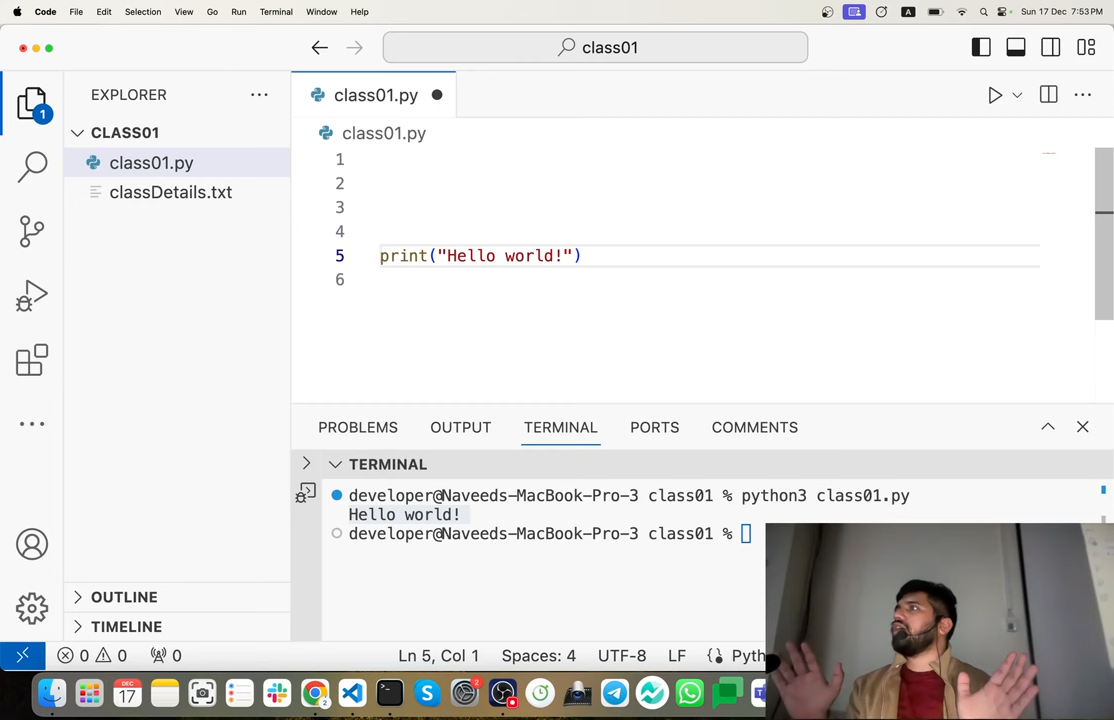 Code File Edit Selection View Go Run Terminal Window Help
A
Sun 17 Dec 7:53 PM
class01
1
EXPLORER
CLASS01
class01.py
classDetails.txt
OUTLINE
TIMELINE
class01.py
class01.py
1
2
3
4
5 print("Hello world!")
6
PROBLEMS OUTPUT TERMINAL PORTS COMMENTS
TERMINAL
developer@Naveeds-MacBook-Pro-3 class01 % python3 class01.py
Hello world!
developer@Naveeds-MacBook-Pro-3 class01 %
0 0 0 Ln 5, Col 1 Spaces: 4 UTF-8 LF {} Pyth
DEC
17
2